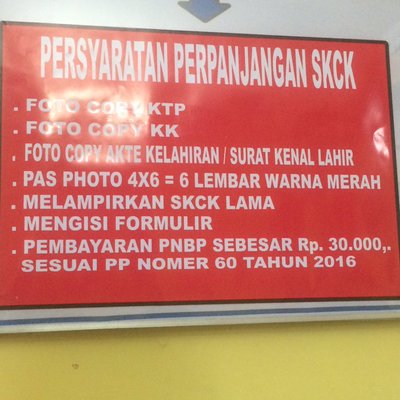 PERSYARATAN PERPANJANGAN SKCK
. FOTO COPY KTP
. FOTO COPY KK
. FOTO COPY AKTE KELAHIRAN / SURAT KENAL LAHIR
. PAS PHOTO 4X6 = 6 LEMBAR WARNA MERAH
. MELAMPIRKAN SKCK LAMA
. MENGISI FORMULIR
. PEMBAYARAN PNBP SEBESAR Rp. 30.000,.
SESUAI PP NOMER 60 TAHUN 2016